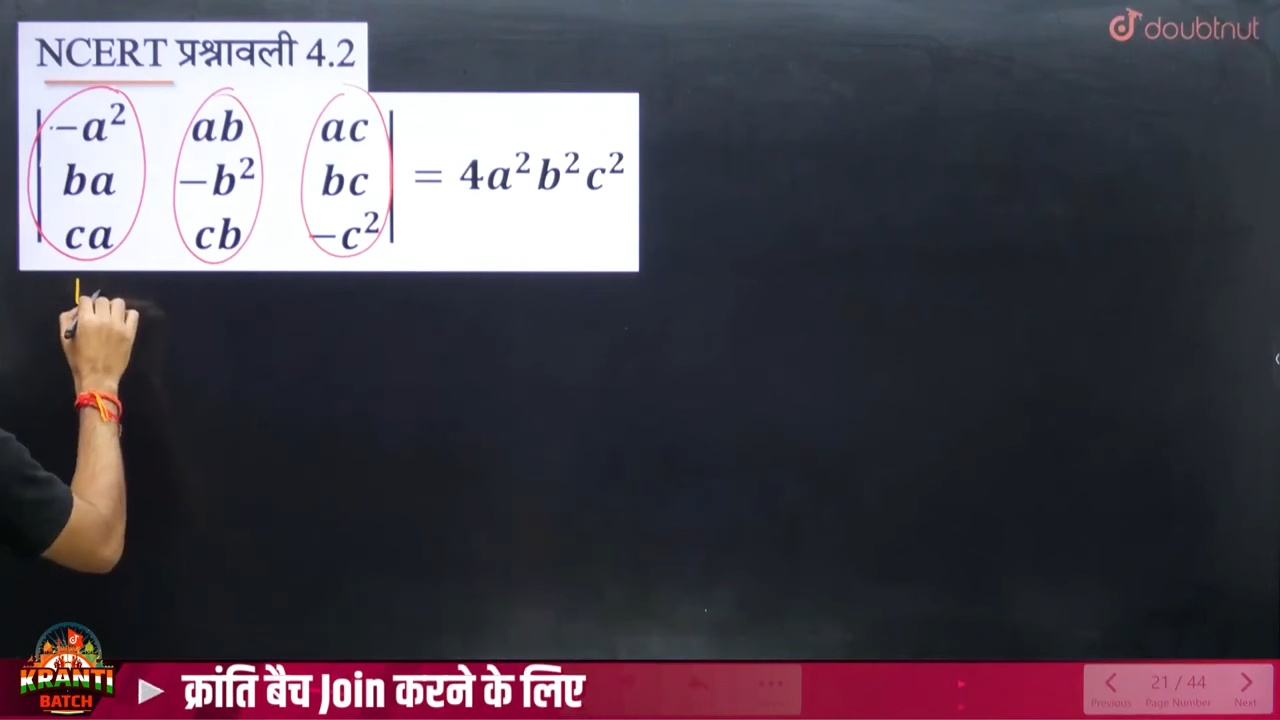 doubtnut
NCERT प्रश्नावली 4.2
-a² ab ac
ba -b² bc = 4a²b²c²
ca cb -c²
KRANTI
BATCH
क्रांति बैच Join करने के लिए
21 / 44
Previous Page Number Next